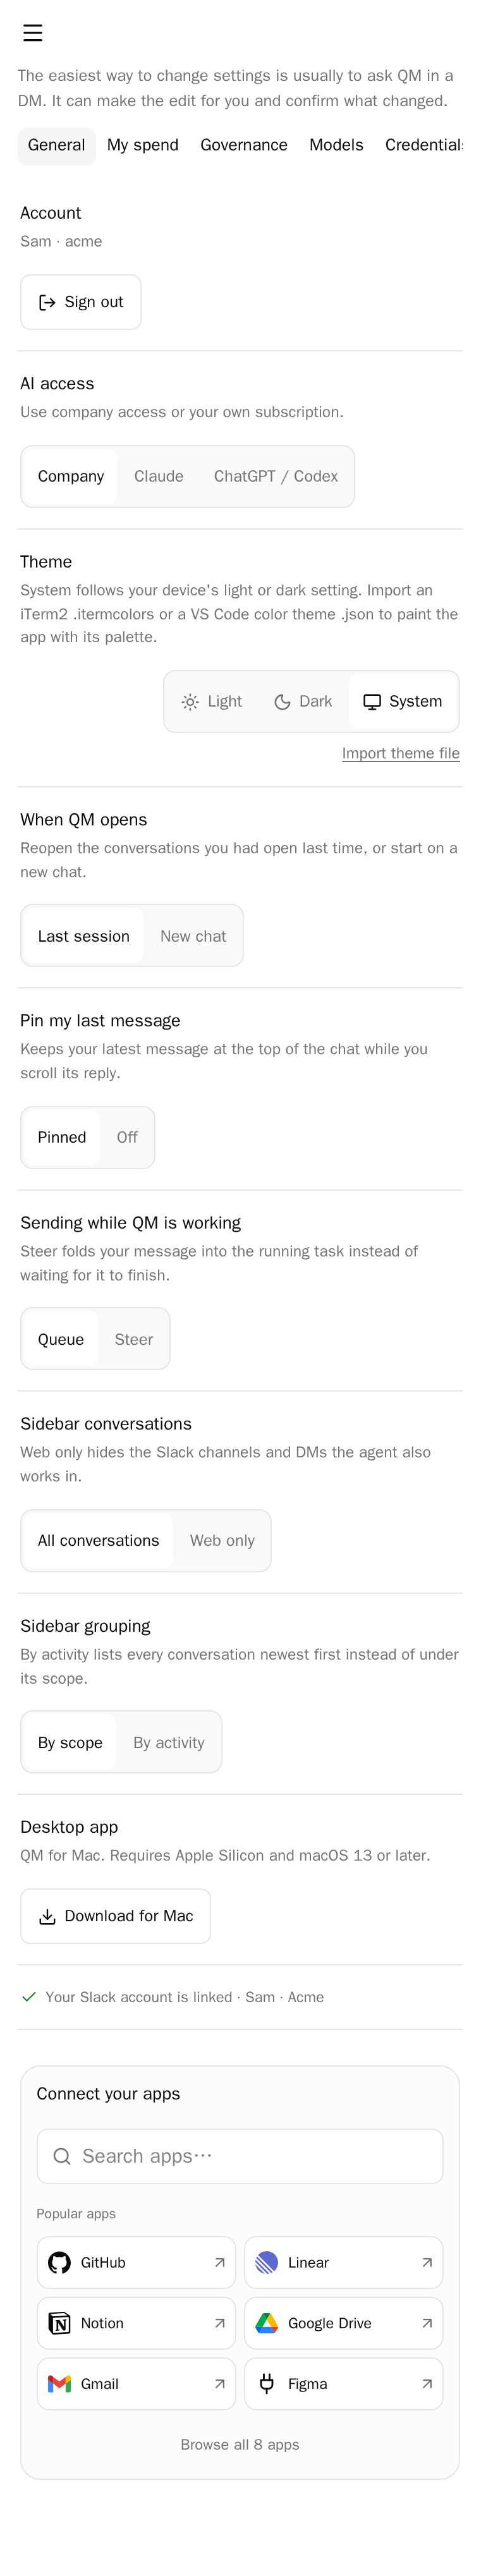 The easiest way to change settings is usually to ask QM in a
DM. It can make the edit for you and confirm what changed.
General My spend Governance Models Credentials
Account
Sam · acme
Sign out
AI access
Use company access or your own subscription.
Company Claude ChatGPT / Codex
Theme
System follows your device's light or dark setting. Import an
iTerm2 .itermcolors or a VS Code color theme .json to paint the
app with its palette.
Light Dark System
Import theme file
When QM opens
Reopen the conversations you had open last time, or start on a
new chat.
Last session New chat
Pin my last message
Keeps your latest message at the top of the chat while you
scroll its reply.
Pinned Off
Sending while QM is working
Steer folds your message into the running task instead of
waiting for it to finish.
Queue Steer
Sidebar conversations
Web only hides the Slack channels and DMs the agent also
works in.
All conversations Web only
Sidebar grouping
By activity lists every conversation newest first instead of under
its scope.
By scope By activity
Desktop app
QM for Mac. Requires Apple Silicon and macOS 13 or later.
Download for Mac
Your Slack account is linked · Sam · Acme
Connect your apps
Search apps···
Popular apps
GitHub Linear
Notion Google Drive
Gmail Figma
Browse all 8 apps